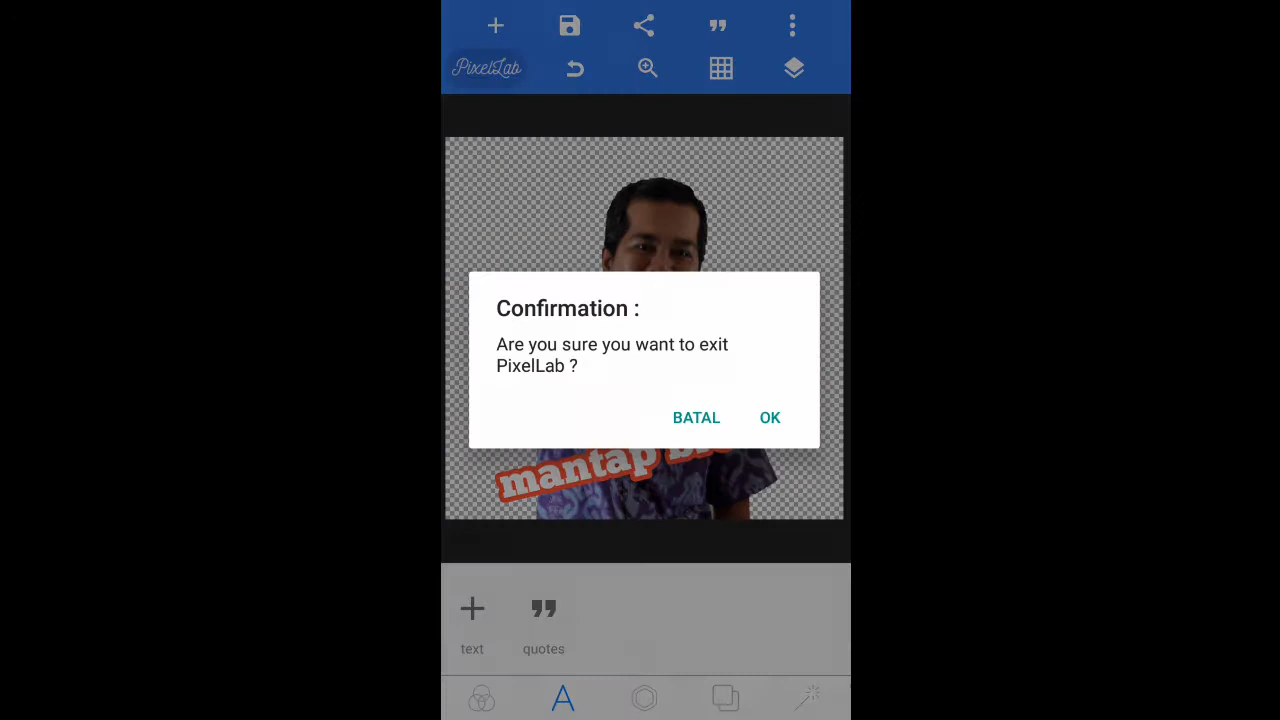 PixelLab
Confirmation :
Are you sure you want to exit
PixelLab ?
BATAL OK
mantap
text quotes